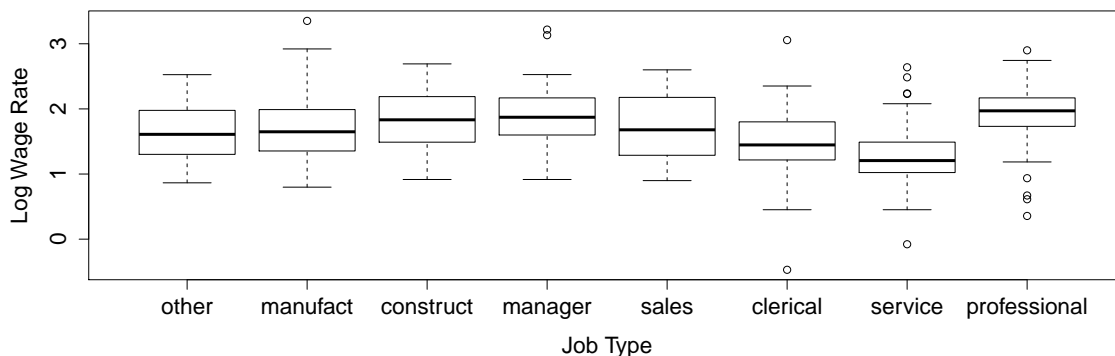 3
2
1
0
Log Wage Rate
other manufact construct manager sales clerical service professional
Job Type